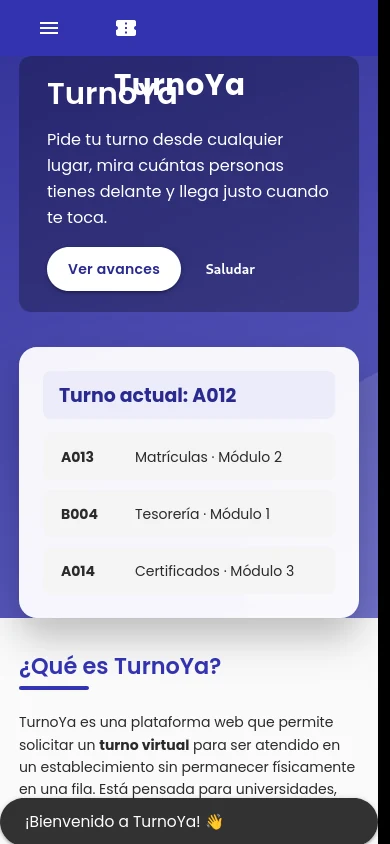 TurnoYa
TurnoYa
Pide tu turno desde cualquier
lugar, mira cuántas personas
tienes delante y llega justo cuando
te toca.
Ver avances
Saludar
Turno actual: A012
A013 Matrículas · Módulo 2
B004 Tesorería · Módulo 1
A014 Certificados · Módulo 3
¿Qué es TurnoYa?
TurnoYa es una plataforma web que permite
solicitar un turno virtual para ser atendido en
un establecimiento sin permanecer físicamente
en una fila. Está pensada para universidades,
¡Bienvenido a TurnoYa! 👋